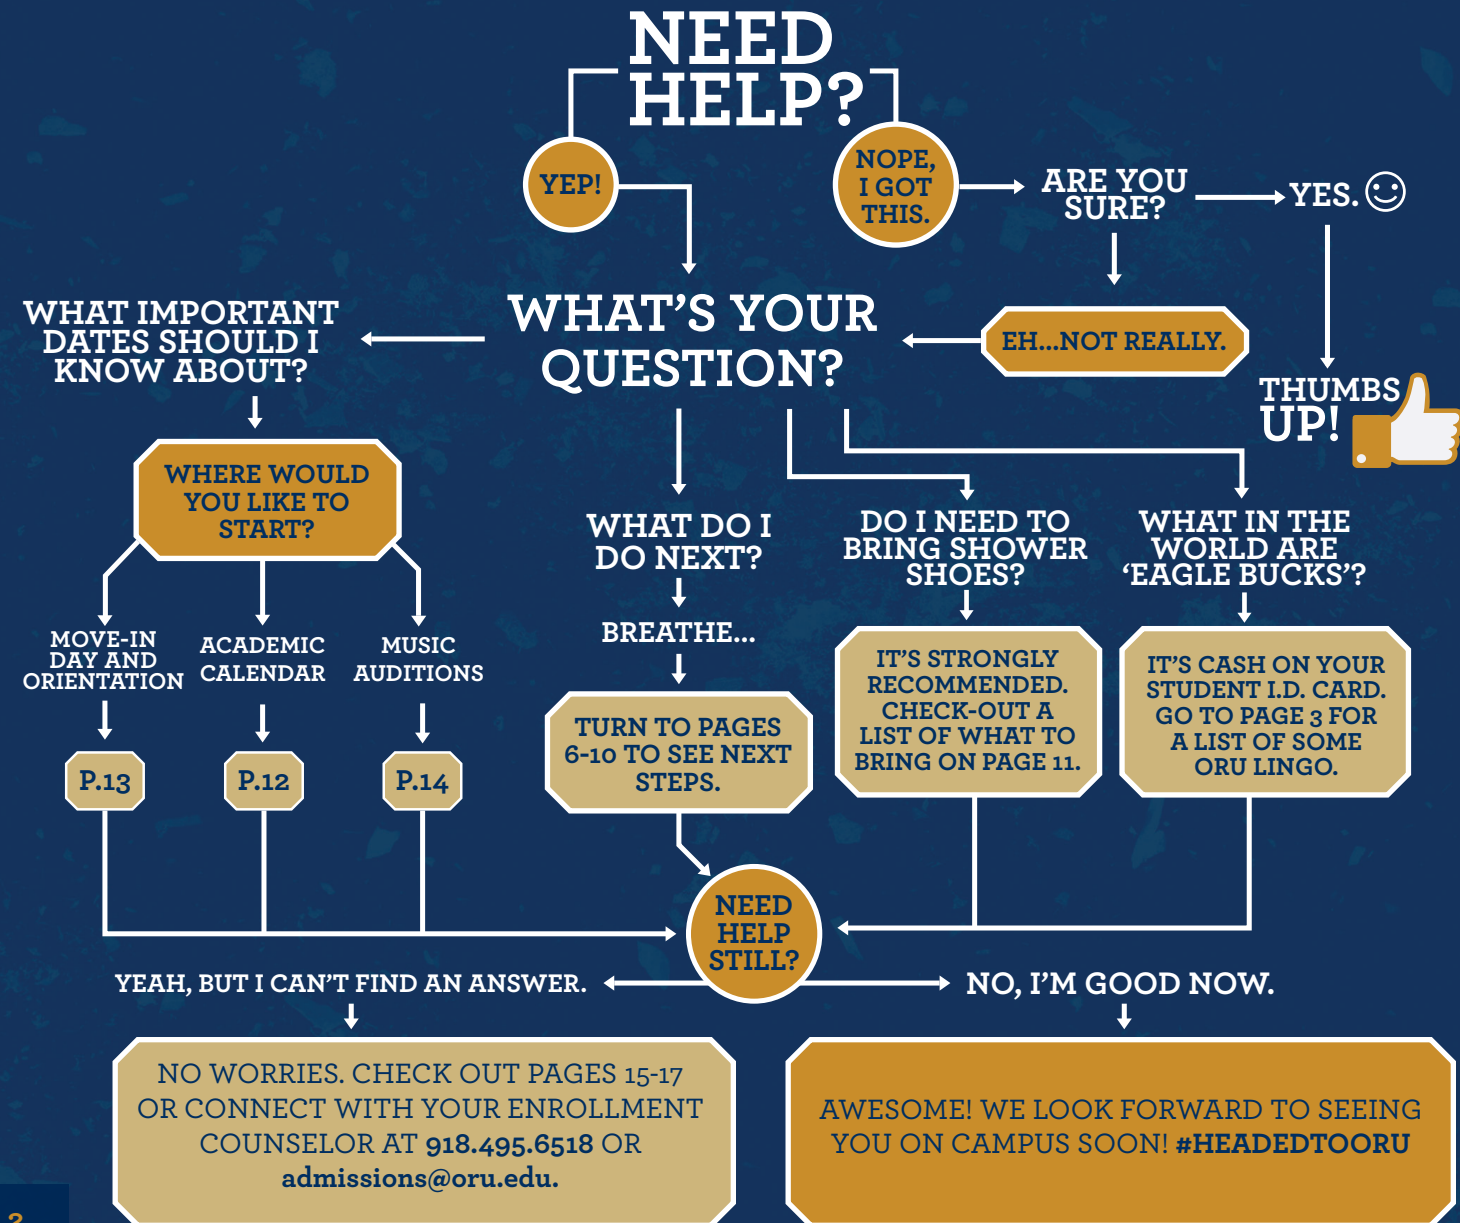 NEED
HELP?
YEP!
NOPE,
I GOT
THIS.
ARE YOU
SURE?
YES.
EH...NOT REALLY.
THUMBS
UP!
WHAT'S YOUR
QUESTION?
WHAT IMPORTANT
DATES SHOULD I
KNOW ABOUT?
WHERE WOULD
YOU LIKE TO
START?
MOVE-IN
DAY AND
ORIENTATION
ACADEMIC
CALENDAR
MUSIC
AUDITIONS
P.13
P.12
P.14
WHAT DO I
DO NEXT?
BREATHE...
TURN TO PAGES
6-10 TO SEE NEXT
STEPS.
DO I NEED TO
BRING SHOWER
SHOES?
IT'S STRONGLY
RECOMMENDED.
CHECK-OUT A
LIST OF WHAT TO
BRING ON PAGE 11.
WHAT IN THE
WORLD ARE
‘EAGLE BUCKS’?
IT'S CASH ON YOUR
STUDENT I.D. CARD.
GO TO PAGE 3 FOR
A LIST OF SOME
ORU LINGO.
NEED
HELP
STILL?
YEAH, BUT I CAN'T FIND AN ANSWER.
NO WORRIES. CHECK OUT PAGES 15-17
OR CONNECT WITH YOUR ENROLLMENT
COUNSELOR AT 918.495.6518 OR
admissions@oru.edu.
NO, I'M GOOD NOW.
AWESOME! WE LOOK FORWARD TO SEEING
YOU ON CAMPUS SOON! #HEADEDTOORU